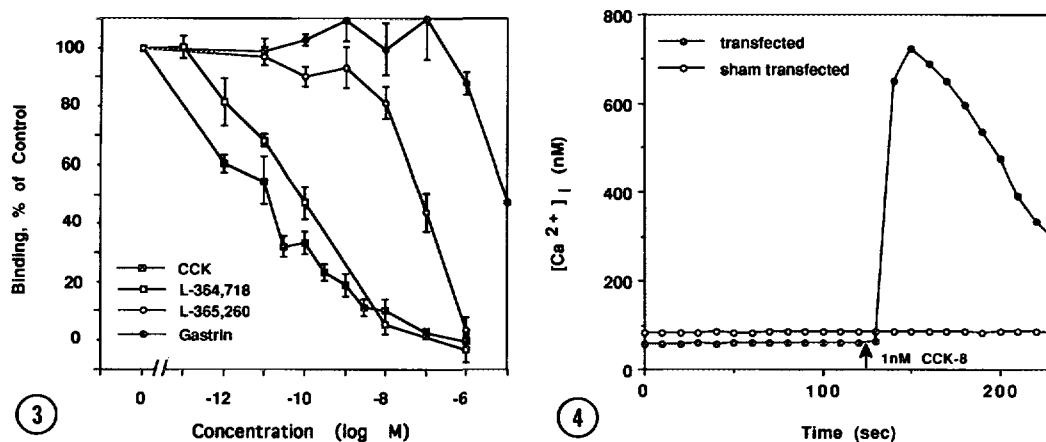 100
80
60
40
20
0
Binding, % of Control
CCK
L-364,718
L-365,260
Gastrin
0 -10 -8 -6
Concentration (log M)
3
800
600
400
200
0
[Ca 2+ ] i (nM)
transfected
sham transfected
1nM CCK-8
0 100 200
Time (sec)
4